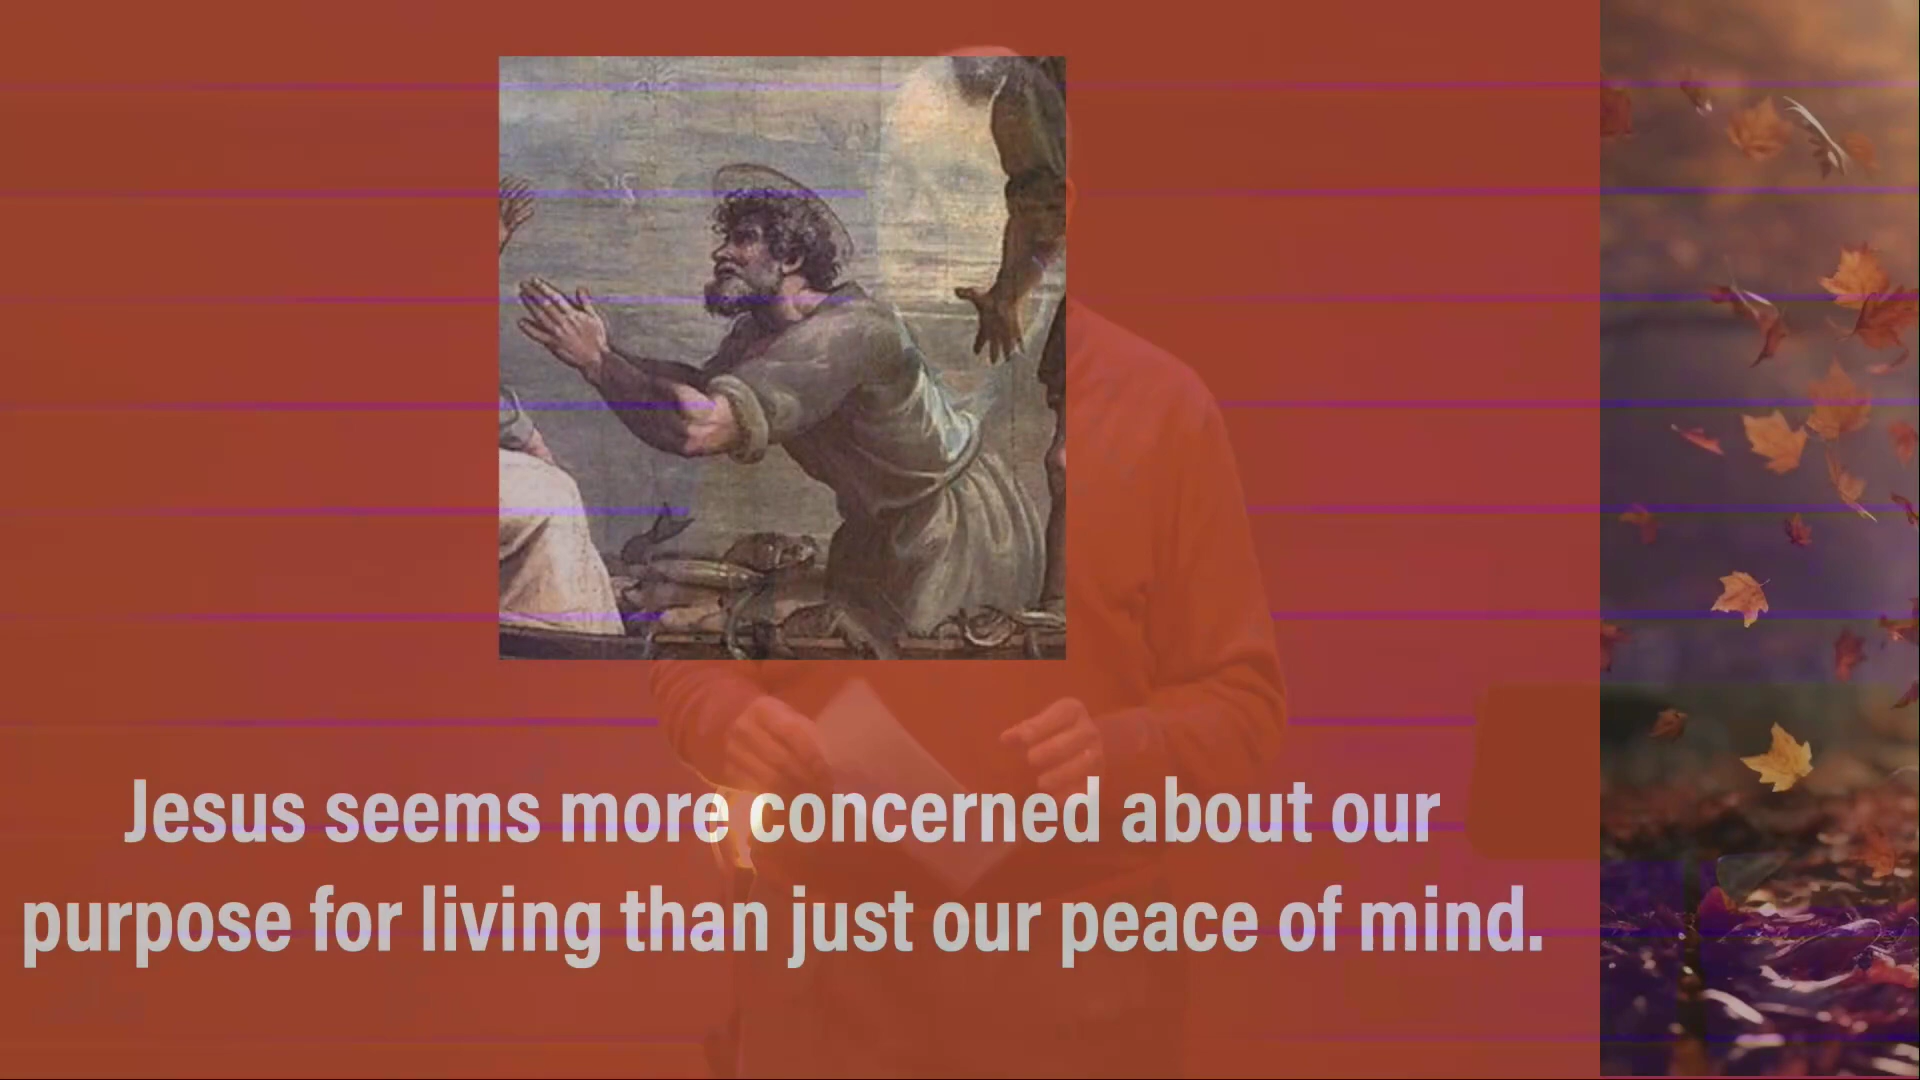 Jesus seems more concerned about our
purpose for living than just our peace of mind.